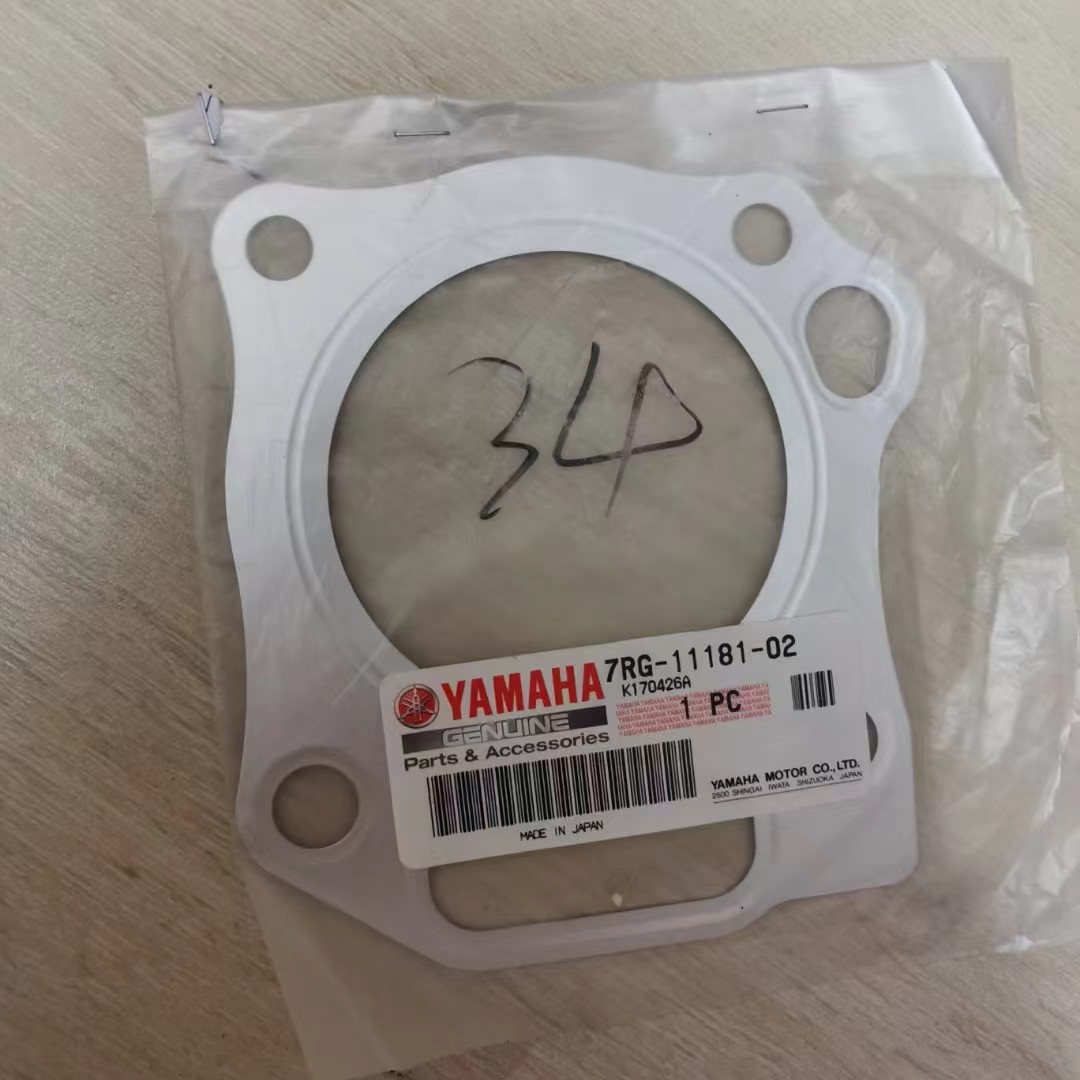 34
YAMAHA
GENUINE
Parts & Accessories
7RG-11181-02
K170426A
1 PC
MADE IN JAPAN
YAMAHA MOTOR CO.,LTD.
2500 SHINGAI IWATA SHIZUOKA JAPAN